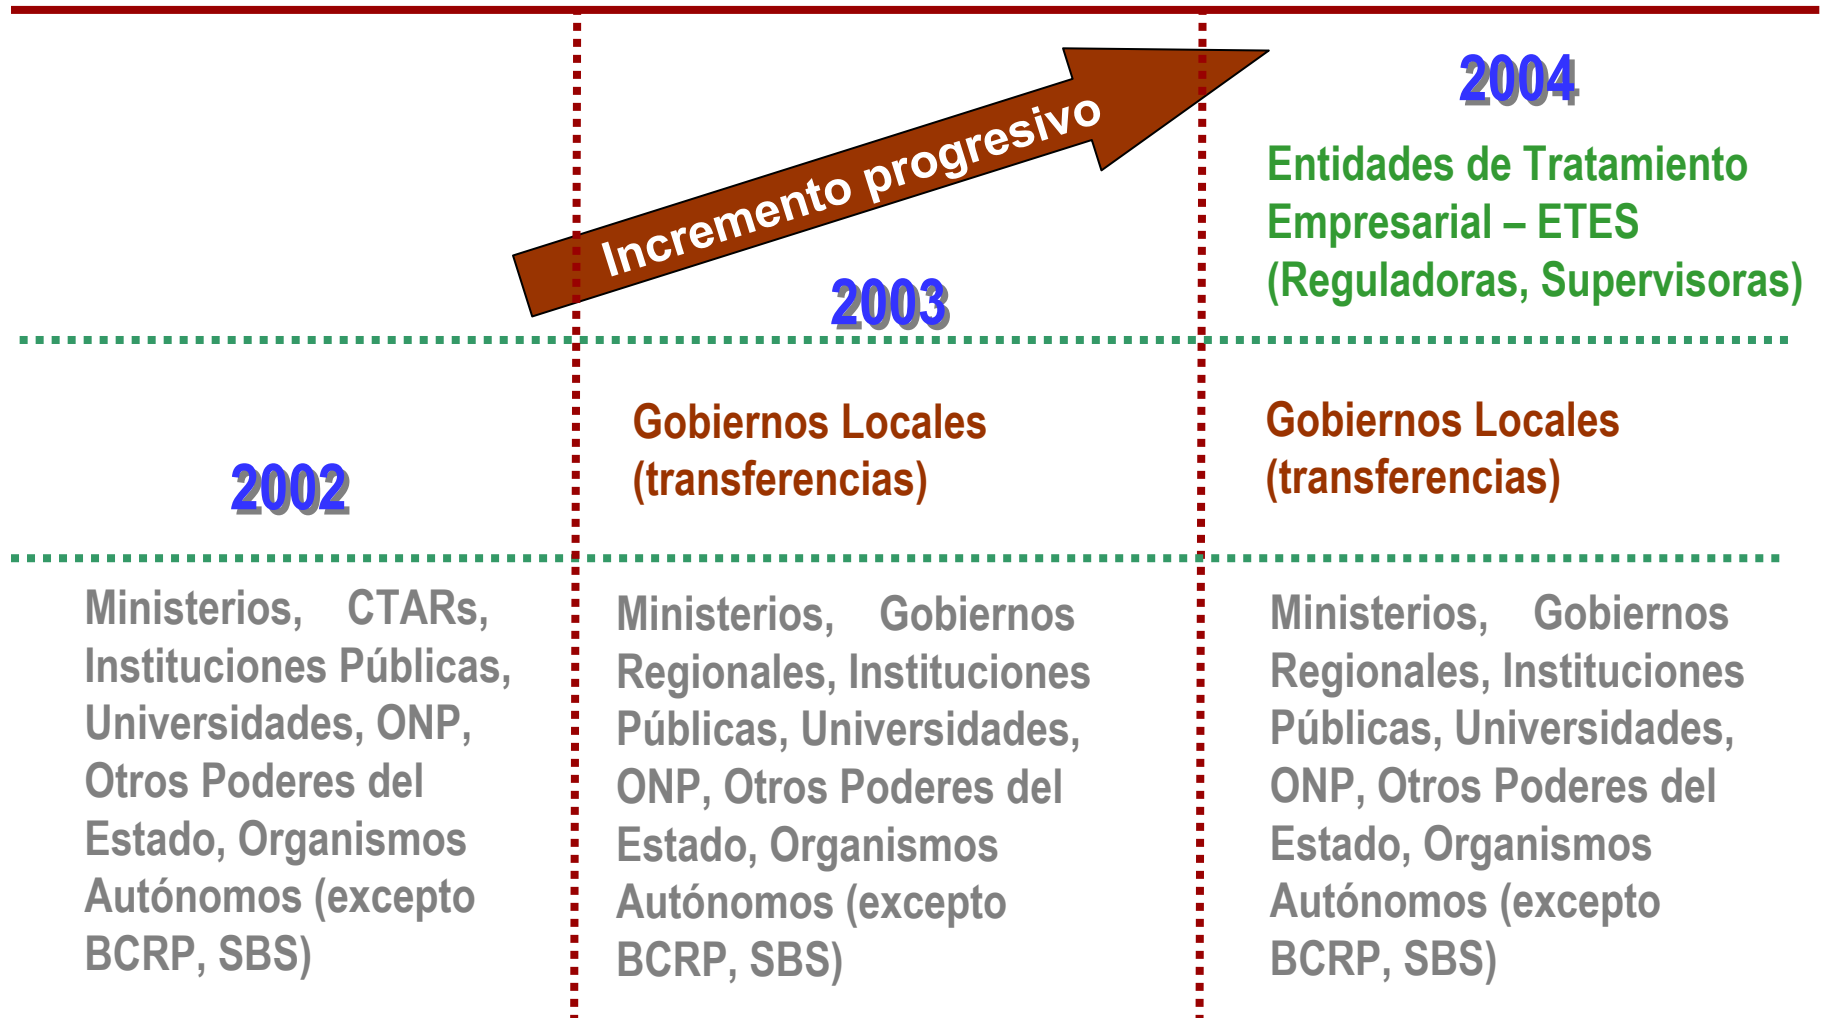 Incremento progresivo
2002
Ministerios, CTARs,
Instituciones Públicas,
Universidades, ONP,
Otros Poderes del
Estado, Organismos
Autónomos (excepto
BCRP, SBS)
2003
Gobiernos Locales
(transferencias)
Ministerios, Gobiernos
Regionales, Instituciones
Públicas, Universidades,
ONP, Otros Poderes del
Estado, Organismos
Autónomos (excepto
BCRP, SBS)
2004
Entidades de Tratamiento
Empresarial – ETES
(Reguladoras, Supervisoras)
Gobiernos Locales
(transferencias)
Ministerios, Gobiernos
Regionales, Instituciones
Públicas, Universidades,
ONP, Otros Poderes del
Estado, Organismos
Autónomos (excepto
BCRP, SBS)